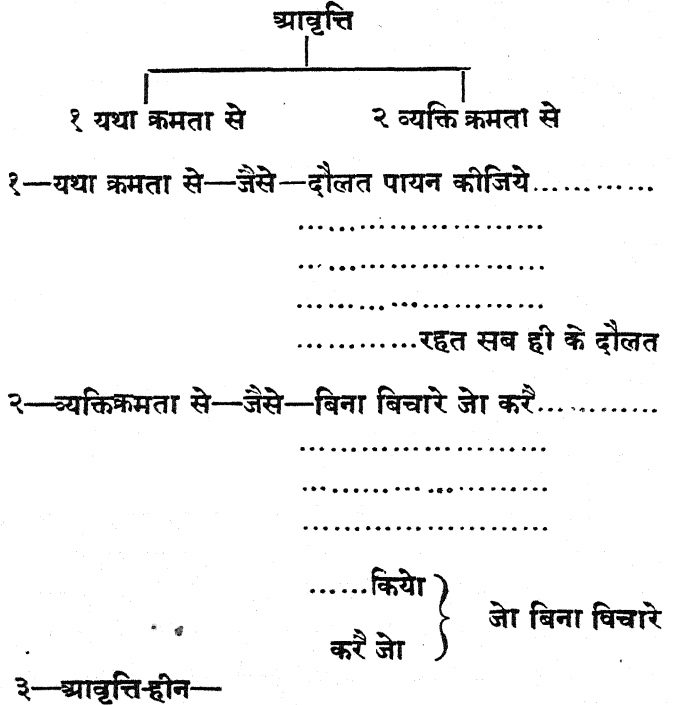 आवृत्ति
१ यथा क्रमता से २ व्यक्ति क्रमता से
१—यथा क्रमता से—जैसे—दौलत पायन कीजिये............
........................
........................
........................
............रहत सब ही के दौलत
२—व्यक्तिक्रमता से—जैसे—बिना बिचारे जो करै............
........................
........................
........................
......कियो
करै जो } जो बिना विचारे
३—आवृत्ति-हीन—